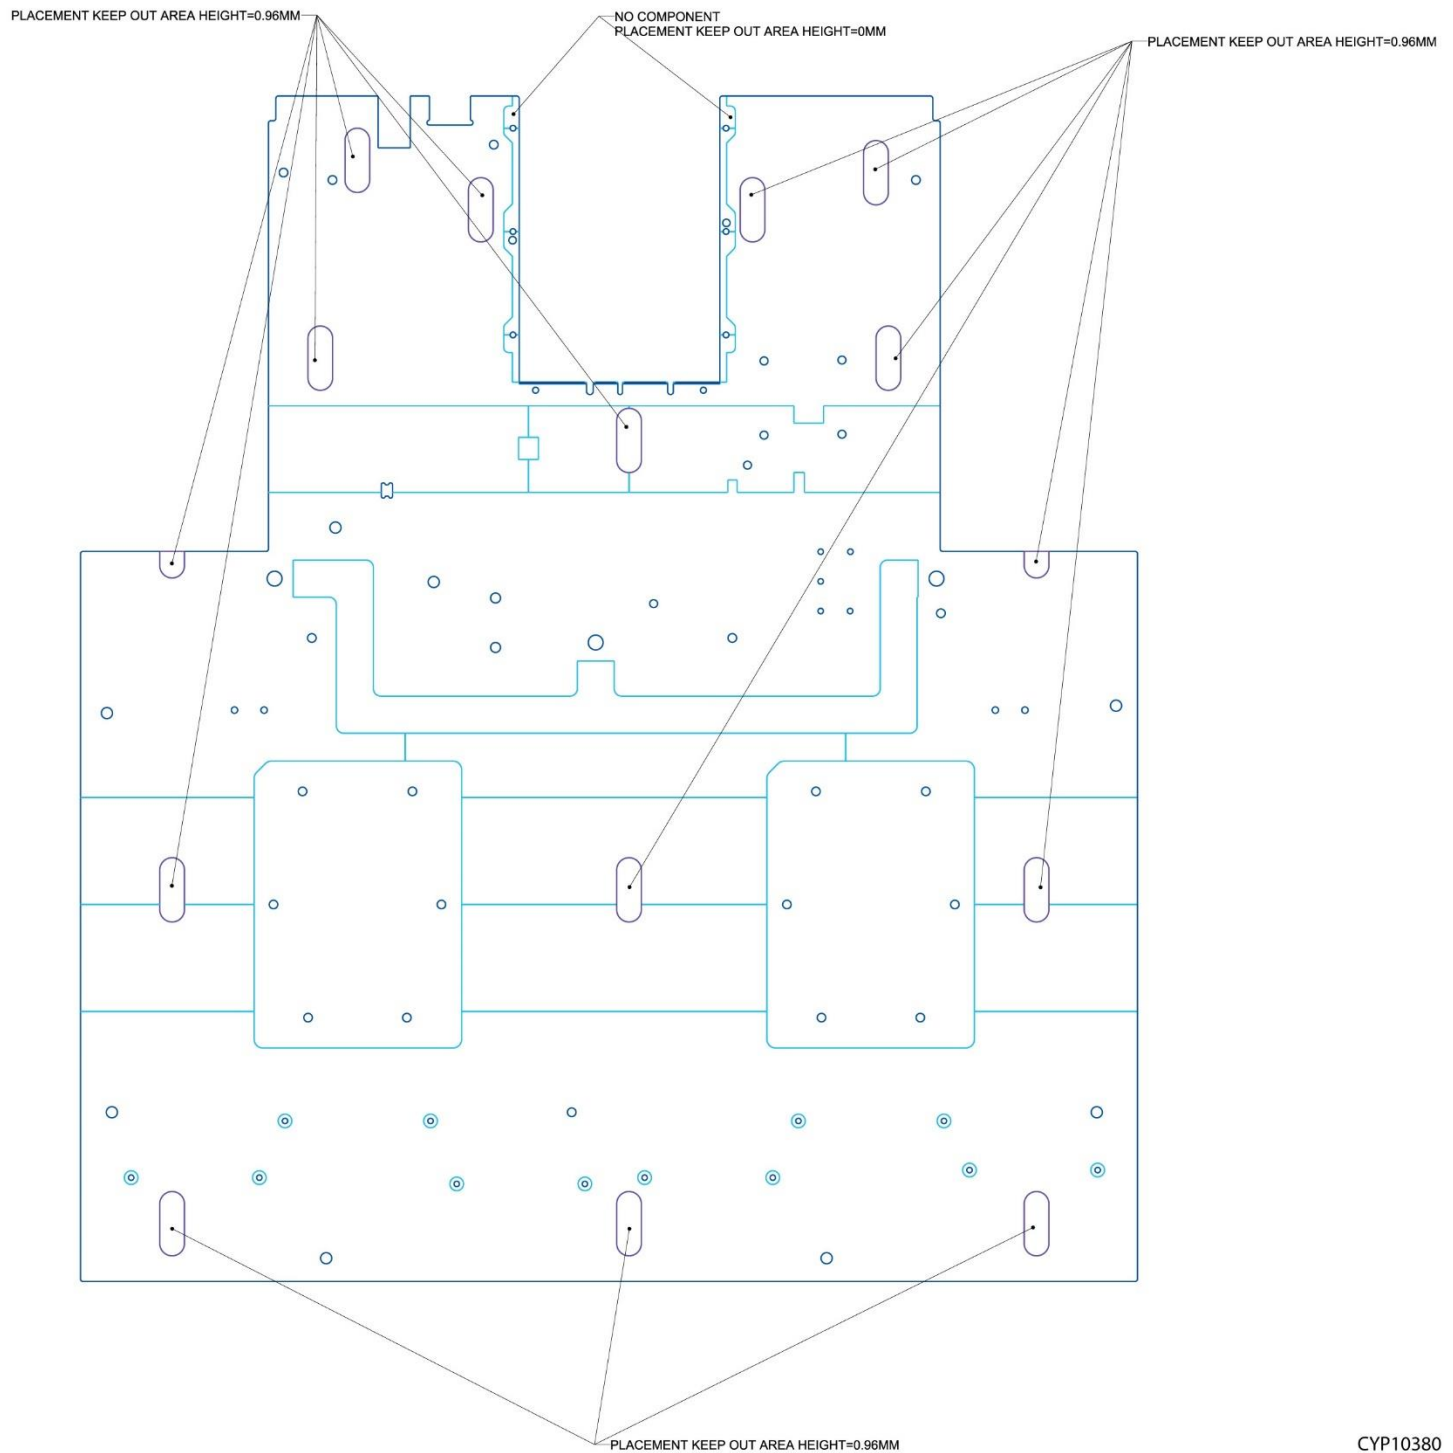 PLACEMENT KEEP OUT AREA HEIGHT=0.96MM
NO COMPONENT
PLACEMENT KEEP OUT AREA HEIGHT=0MM
PLACEMENT KEEP OUT AREA HEIGHT=0.96MM
PLACEMENT KEEP OUT AREA HEIGHT=0.96MM
CYP10380